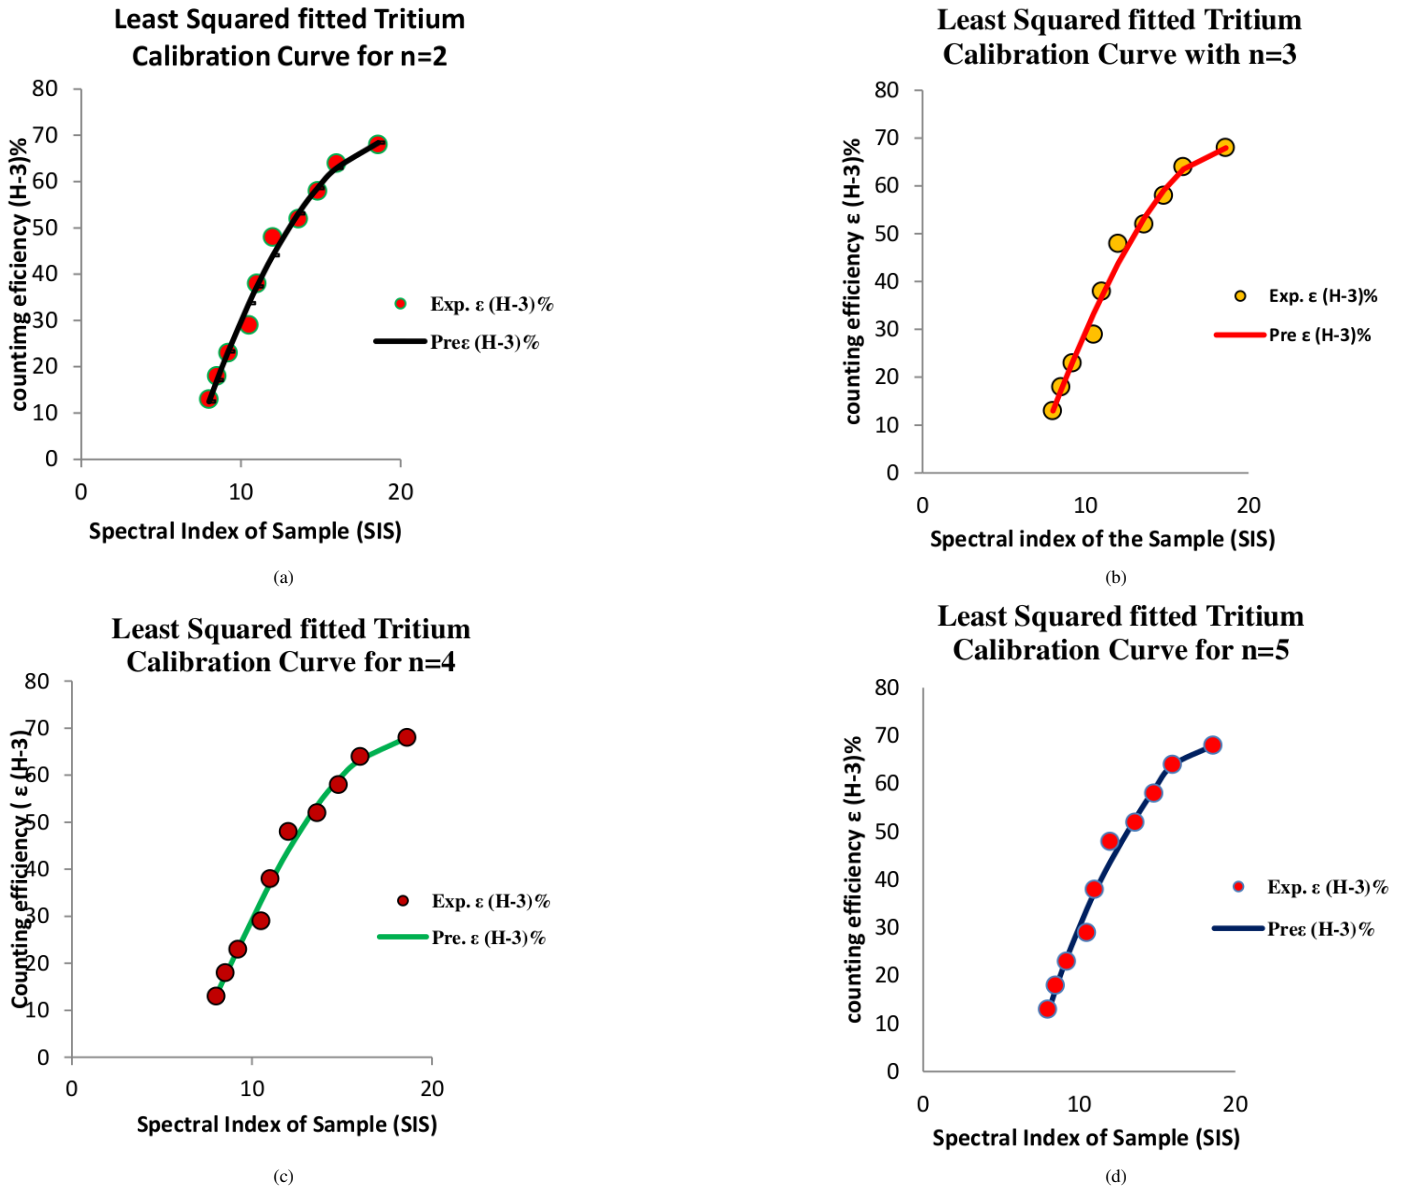 Least Squared fitted Tritium
Calibration Curve for n=2
counting eficiency (H-3)%
80
70
60
50
40
30
20
10
0
0 10 20
Exp. ε (H-3)%
Preε (H-3)%
Spectral Index of Sample (SIS)
(a)
Least Squared fitted Tritium
Calibration Curve with n=3
counting efficiency ε (H-3)%
80
70
60
50
40
30
20
10
0
0 10 20
Exp. ε (H-3)%
Pre ε (H-3)%
Spectral index of the Sample (SIS)
(b)
Least Squared fitted Tritium
Calibration Curve for n=4
Counting efficiency ( ε (H-3)
80
70
60
50
40
30
20
10
0
0 10 20
Exp. ε (H-3)%
Pre. ε (H-3)%
Spectral Index of Sample (SIS)
(c)
Least Squared fitted Tritium
Calibration Curve for n=5
counting efficiency ε (H-3)%
80
70
60
50
40
30
20
10
0
0 10 20
Exp. ε (H-3)%
Preε (H-3)%
Spectral Index of Sample (SIS)
(d)